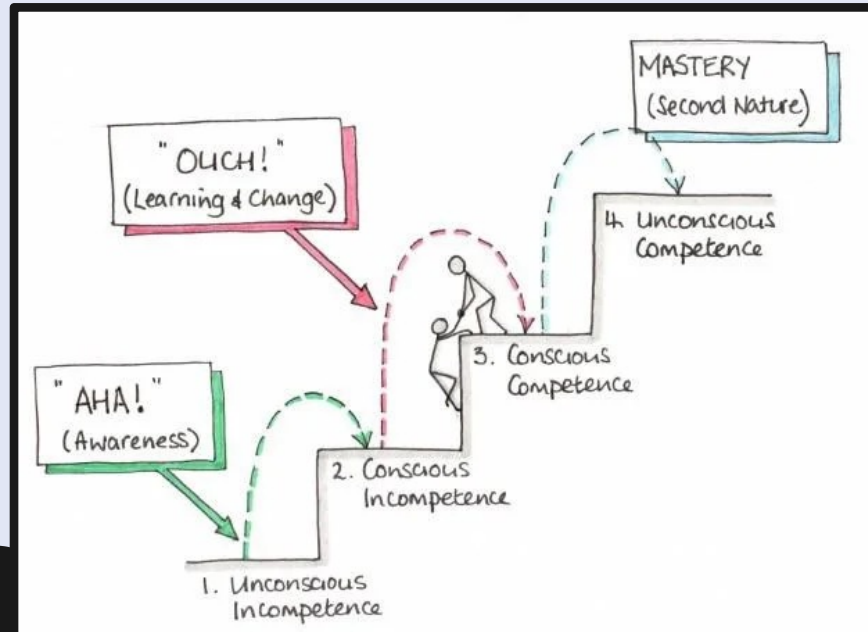 MASTERY
(Second Nature)
"OUCH!"
(Learning & Change)
4. Unconscious
Competence
3. Conscious
Competence
"AHA!"
(Awareness)
2. Conscious
Incompetence
1. Unconscious
Incompetence